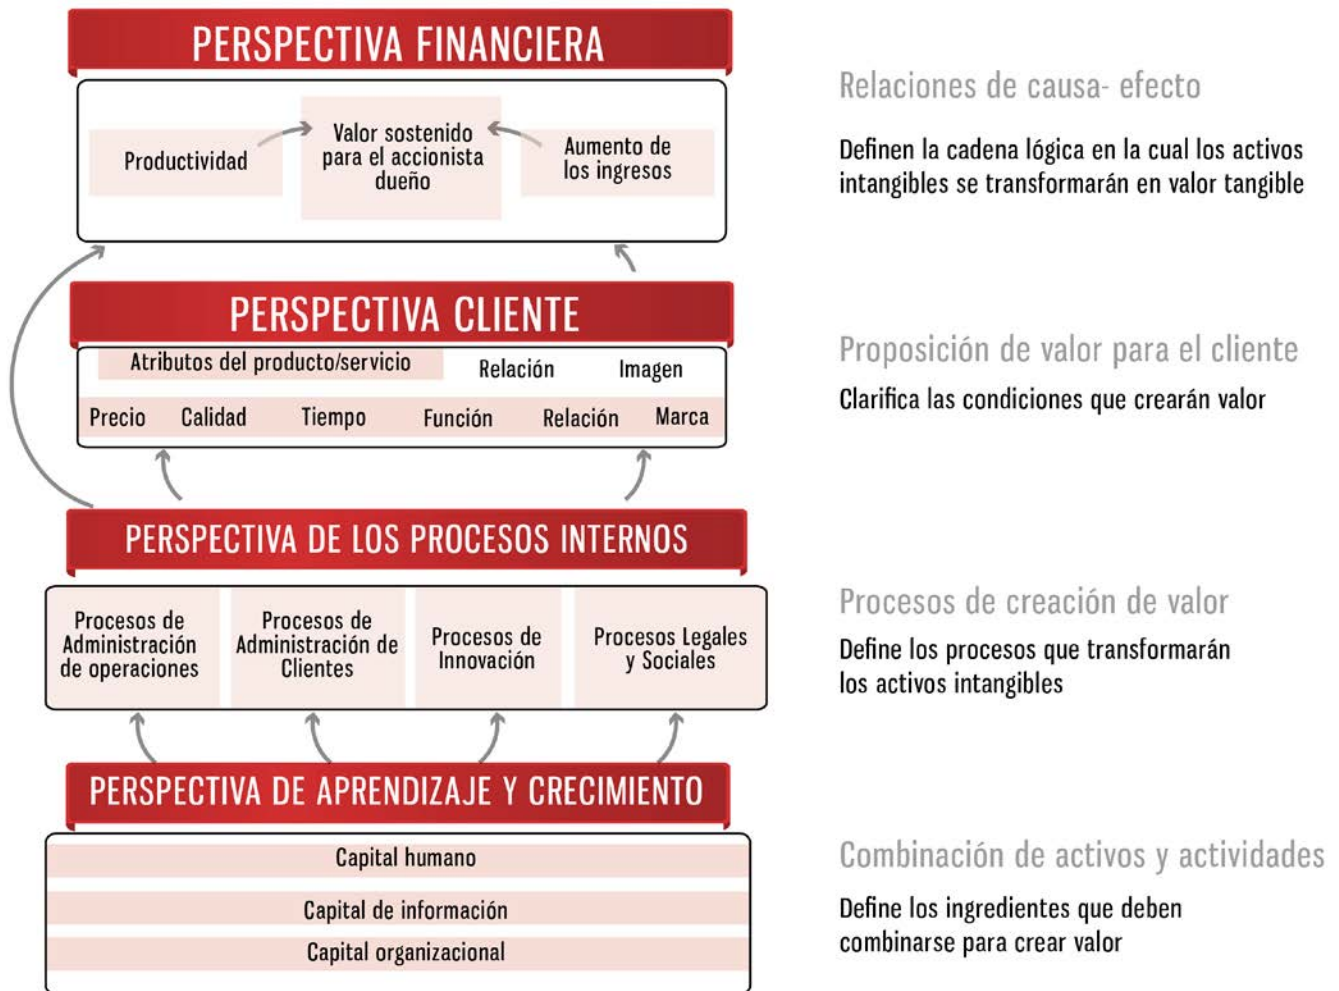 PERSPECTIVA FINANCIERA
Productividad
Valor sostenido
para el accionista
dueño
Aumento de
los ingresos
Relaciones de causa- efecto
Definen la cadena lógica en la cual los activos
intangibles se transformarán en valor tangible
PERSPECTIVA CLIENTE
Atributos del producto/servicio
Relación
Imagen
Precio
Calidad
Tiempo
Función
Relación
Marca
Proposición de valor para el cliente
Clarifica las condiciones que crearán valor
PERSPECTIVA DE LOS PROCESOS INTERNOS
Procesos de
Administración
de operaciones
Procesos de
Administración de
Clientes
Procesos de
Innovación
Procesos Legales
y Sociales
Procesos de creación de valor
Define los procesos que transformarán
los activos intangibles
PERSPECTIVA DE APRENDIZAJE Y CRECIMIENTO
Capital humano
Capital de información
Capital organizacional
Combinación de activos y actividades
Define los ingredientes que deben
combinarse para crear valor